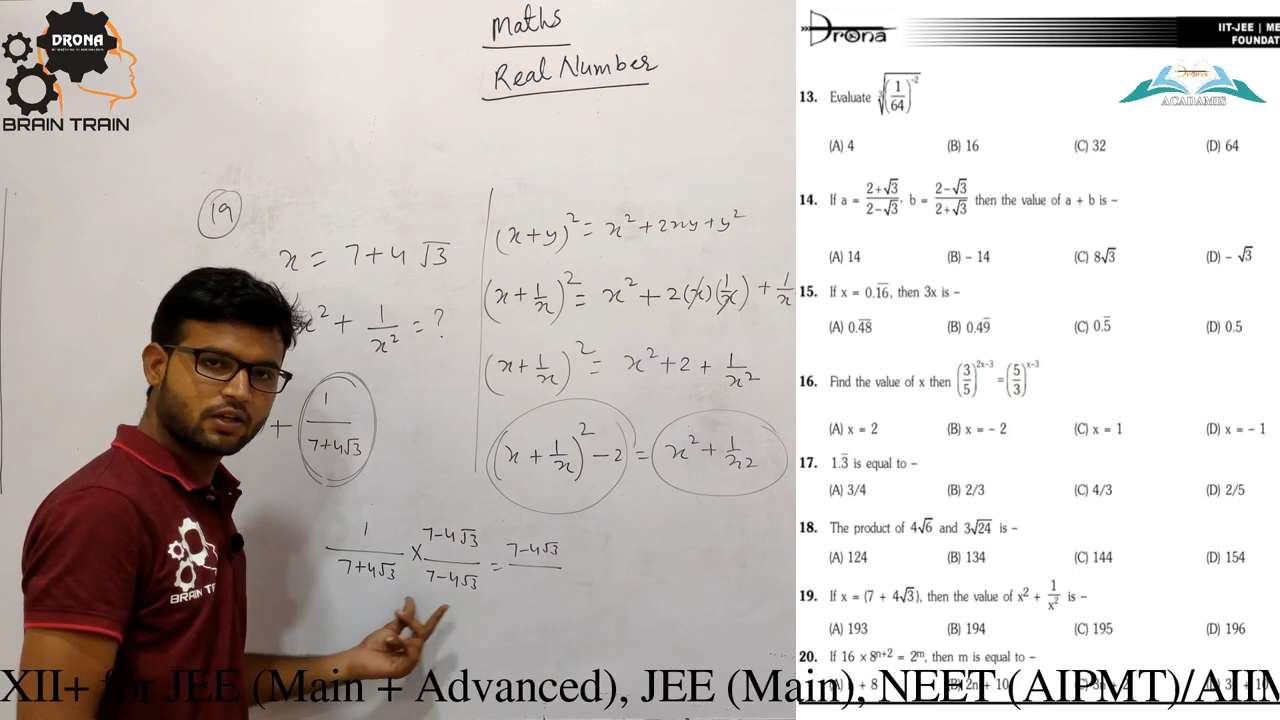 DRONA
BRAIN TRAIN
Maths
Real Number
19
x = 7+4√3
x² + 1/x² = ?
+ 1/(7+4√3)
1/(7+4√3) × (7-4√3)/(7-4√3) = 7-4√3
(x+y)² = x²+2xy+y²
(x+1/x)² = x²+2(x)(1/x)+1/x
(x+1/x)² = x²+2+1/x²
(x+1/x)²-2 = x²+1/x2
BRAIN TR
Drona
IIT-JEE | ME
FOUNDAT
Drona
ACADAMIS
13. Evaluate ∛(1/64)⁻²
(A) 4 (B) 16 (C) 32 (D) 64
14. If a = (2+√3)/(2-√3), b = (2-√3)/(2+√3) then the value of a + b is -
(A) 14 (B) - 14 (C) 8√3 (D) - √3
15. If x = 0.1̅6̅, then 3x is -
(A) 0.4̅8̅ (B) 0.49̅ (C) 0.5̅ (D) 0.5
16. Find the value of x then (3/5)^(2x-3) = (5/3)^(x-3)
(A) x = 2 (B) x = - 2 (C) x = 1 (D) x = - 1
17. 1.3̅ is equal to -
(A) 3/4 (B) 2/3 (C) 4/3 (D) 2/5
18. The product of 4√6 and 3√24 is -
(A) 124 (B) 134 (C) 144 (D) 154
19. If x = (7 + 4√3), then the value of x² + 1/x² is -
(A) 193 (B) 194 (C) 195 (D) 196
20. If 16 × 8ⁿ⁺² = 2ᵐ, then m is equal to -
XII+ for JEE (Main + Advanced), JEE (Main), NEET (AIPMT)/AIIM